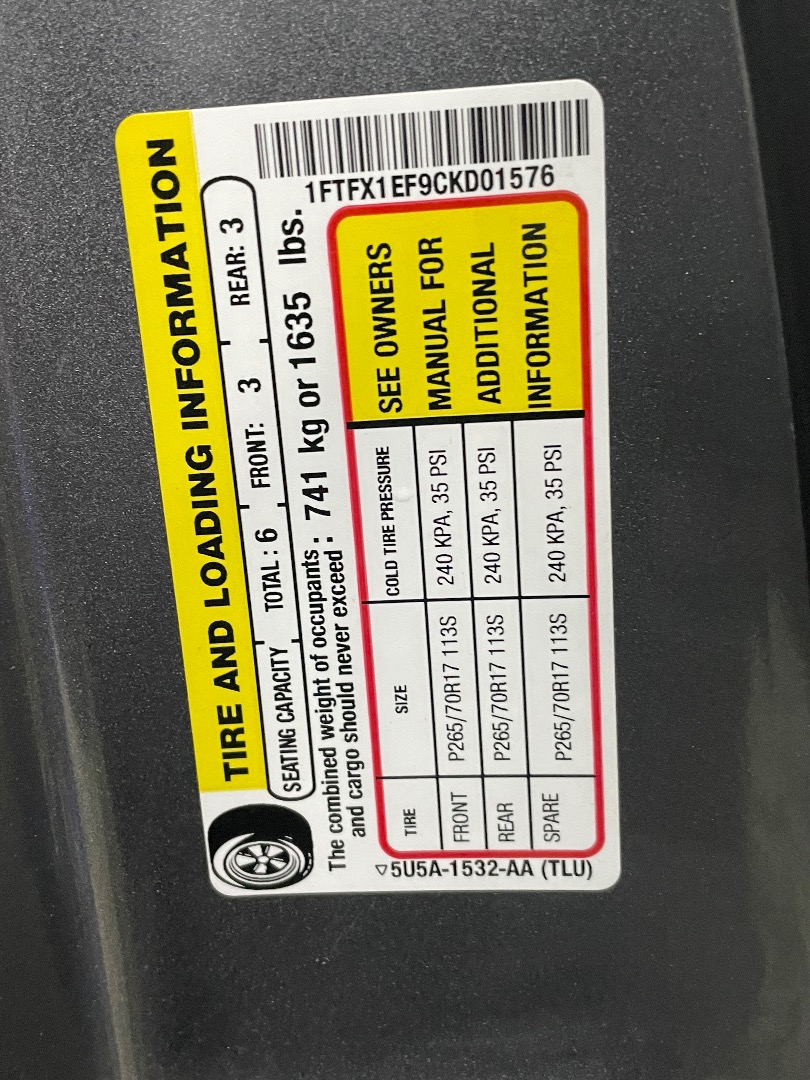 TIRE AND LOADING INFORMATION
SEATING CAPACITY TOTAL : 6 FRONT: 3 REAR: 3
The combined weight of occupants and cargo should never exceed : 741 kg or 1635 lbs.
1FTFX1EF9CKD01576
TIRE SIZE COLD TIRE PRESSURE
FRONT P265/70R17 113S 240 KPA, 35 PSI
REAR P265/70R17 113S 240 KPA, 35 PSI
SPARE P265/70R17 113S 240 KPA, 35 PSI
SEE OWNERS
MANUAL FOR
ADDITIONAL
INFORMATION
▽5U5A-1532-AA (TLU)